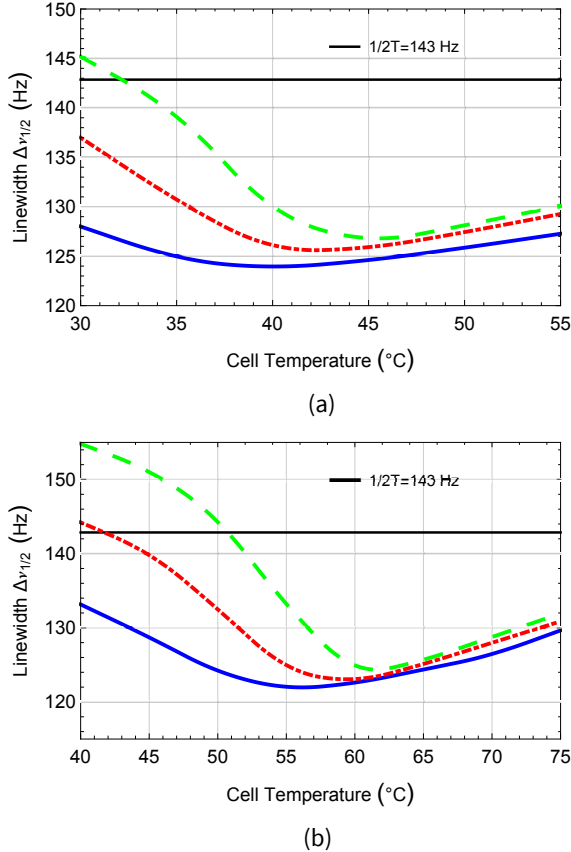 150
145
140
135
130
125
120
Linewidth Δν1/2 (Hz)
1/2T=143 Hz
30 35 40 45 50 55
Cell Temperature (°C)
(a)
150
140
130
120
Linewidth Δν1/2 (Hz)
1/2T=143 Hz
40 45 50 55 60 65 70 75
Cell Temperature (°C)
(b)